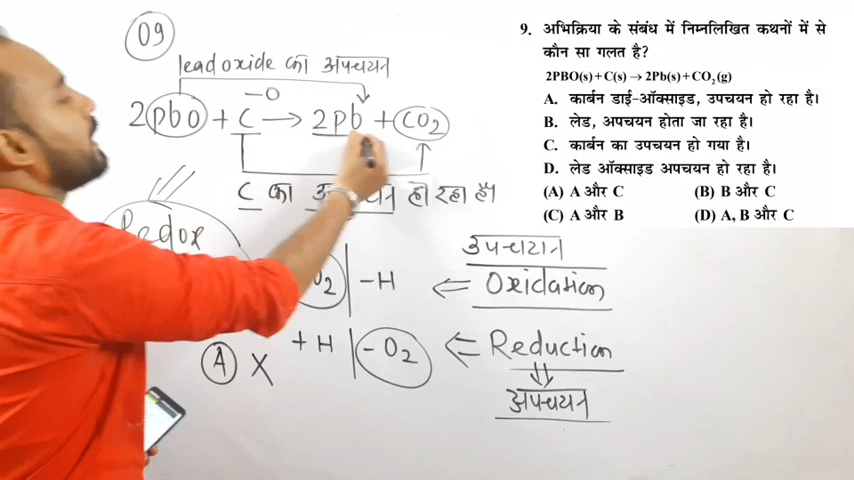 09
lead oxide का अपचयन
-O
2pbo + C → 2pb + CO2
C का हो रहा है।
Redox
O2 | -H ⇐ Oxidation
उपचयन
+H | -O2 ⇐ Reduction
A X
अपचयन
9. अभिक्रिया के संबंध में निम्नलिखित कथनों में से
कौन सा गलत है?
2PBO(s)+C(s) → 2Pb(s)+CO2(g)
A. कार्बन डाई-ऑक्साइड, उपचयन हो रहा है।
B. लेड, अपचयन होता जा रहा है।
C. कार्बन का उपचयन हो गया है।
D. लेड ऑक्साइड अपचयन हो रहा है।
(A) A और C (B) B और C
(C) A और B (D) A, B और C